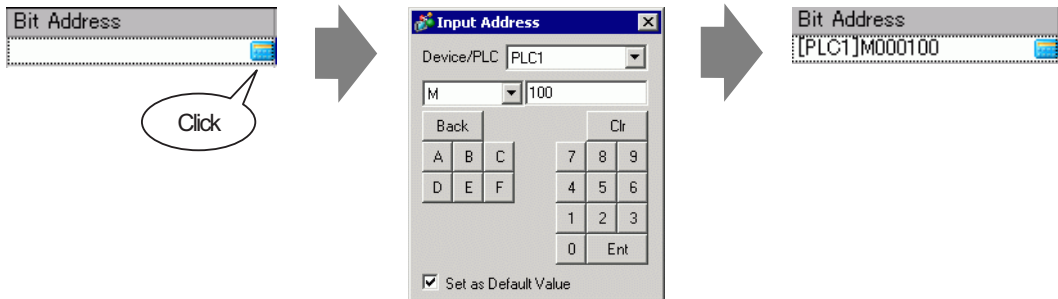 Bit Address
Click
Input Address
Device/PLC PLC1
M 100
Back Clr
A B C 7 8 9
D E F 4 5 6
1 2 3
0 Ent
Set as Default Value
Bit Address
[PLC1]M000100